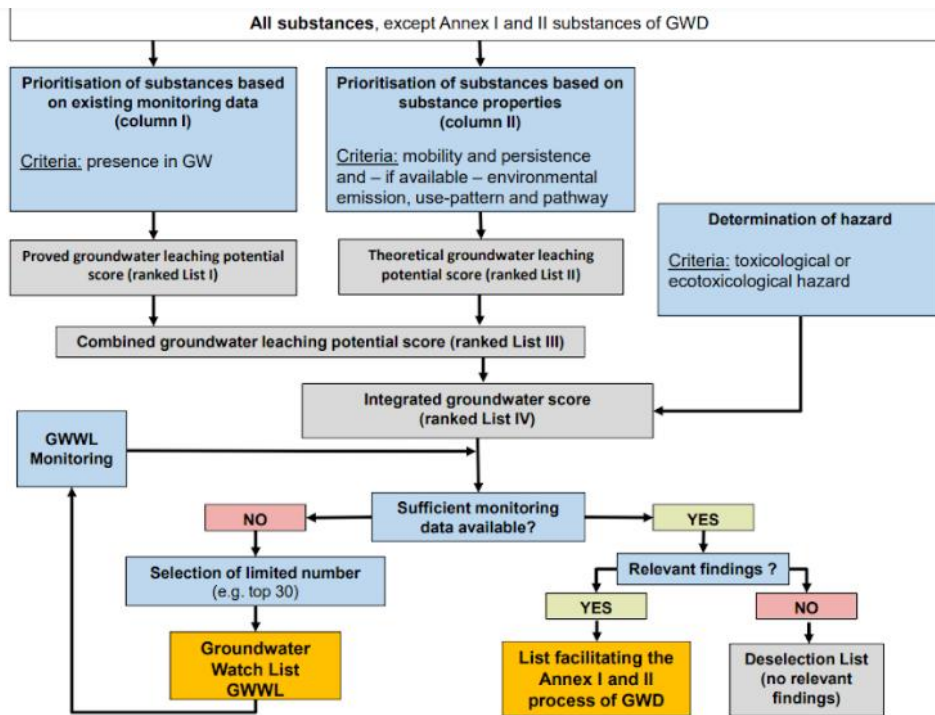 All substances, except Annex I and II substances of GWD
Prioritisation of substances based
on existing monitoring data
(column I)
Criteria: presence in GW
Prioritisation of substances based on
substance properties
(column II)
Criteria: mobility and persistence
and – if available – environmental
emission, use-pattern and pathway
Determination of hazard
Criteria: toxicological or
ecotoxicological hazard
Proved groundwater leaching potential
score (ranked List I)
Theoretical groundwater leaching
potential score (ranked List II)
Combined groundwater leaching potential score (ranked List III)
Integrated groundwater score
(ranked List IV)
GWWL
Monitoring
Sufficient monitoring
data available?
NO
YES
Selection of limited number
(e.g. top 30)
Relevant findings ?
YES
NO
Groundwater
Watch List
GWWL
List facilitating the
Annex I and II
process of GWD
Deselection List
(no relevant
findings)